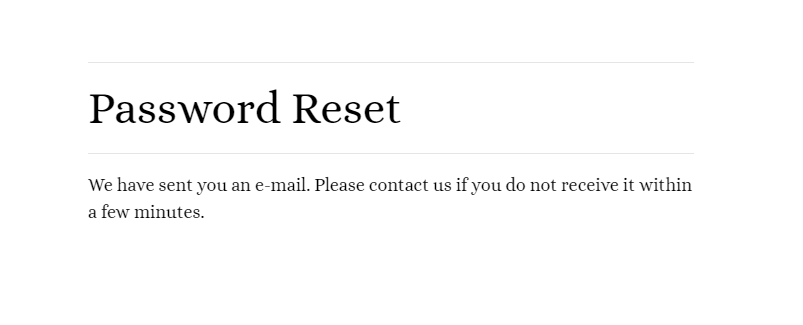 Password Reset
We have sent you an e-mail. Please contact us if you do not receive it within
a few minutes.